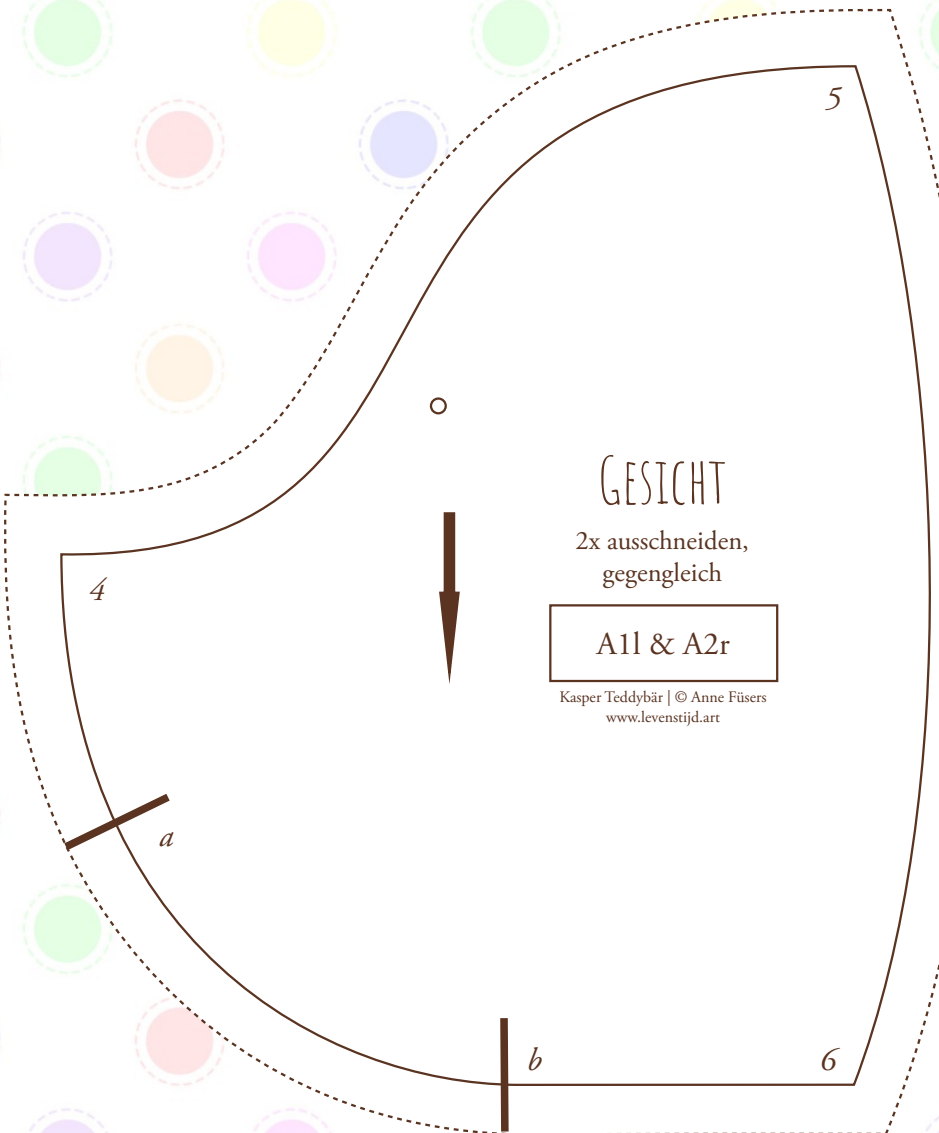 5
GESICHT
2x ausschneiden,
gegengleich
4
A1l & A2r
Kasper Teddybär | © Anne Füsers
www.levenstijd.art
a
b
6